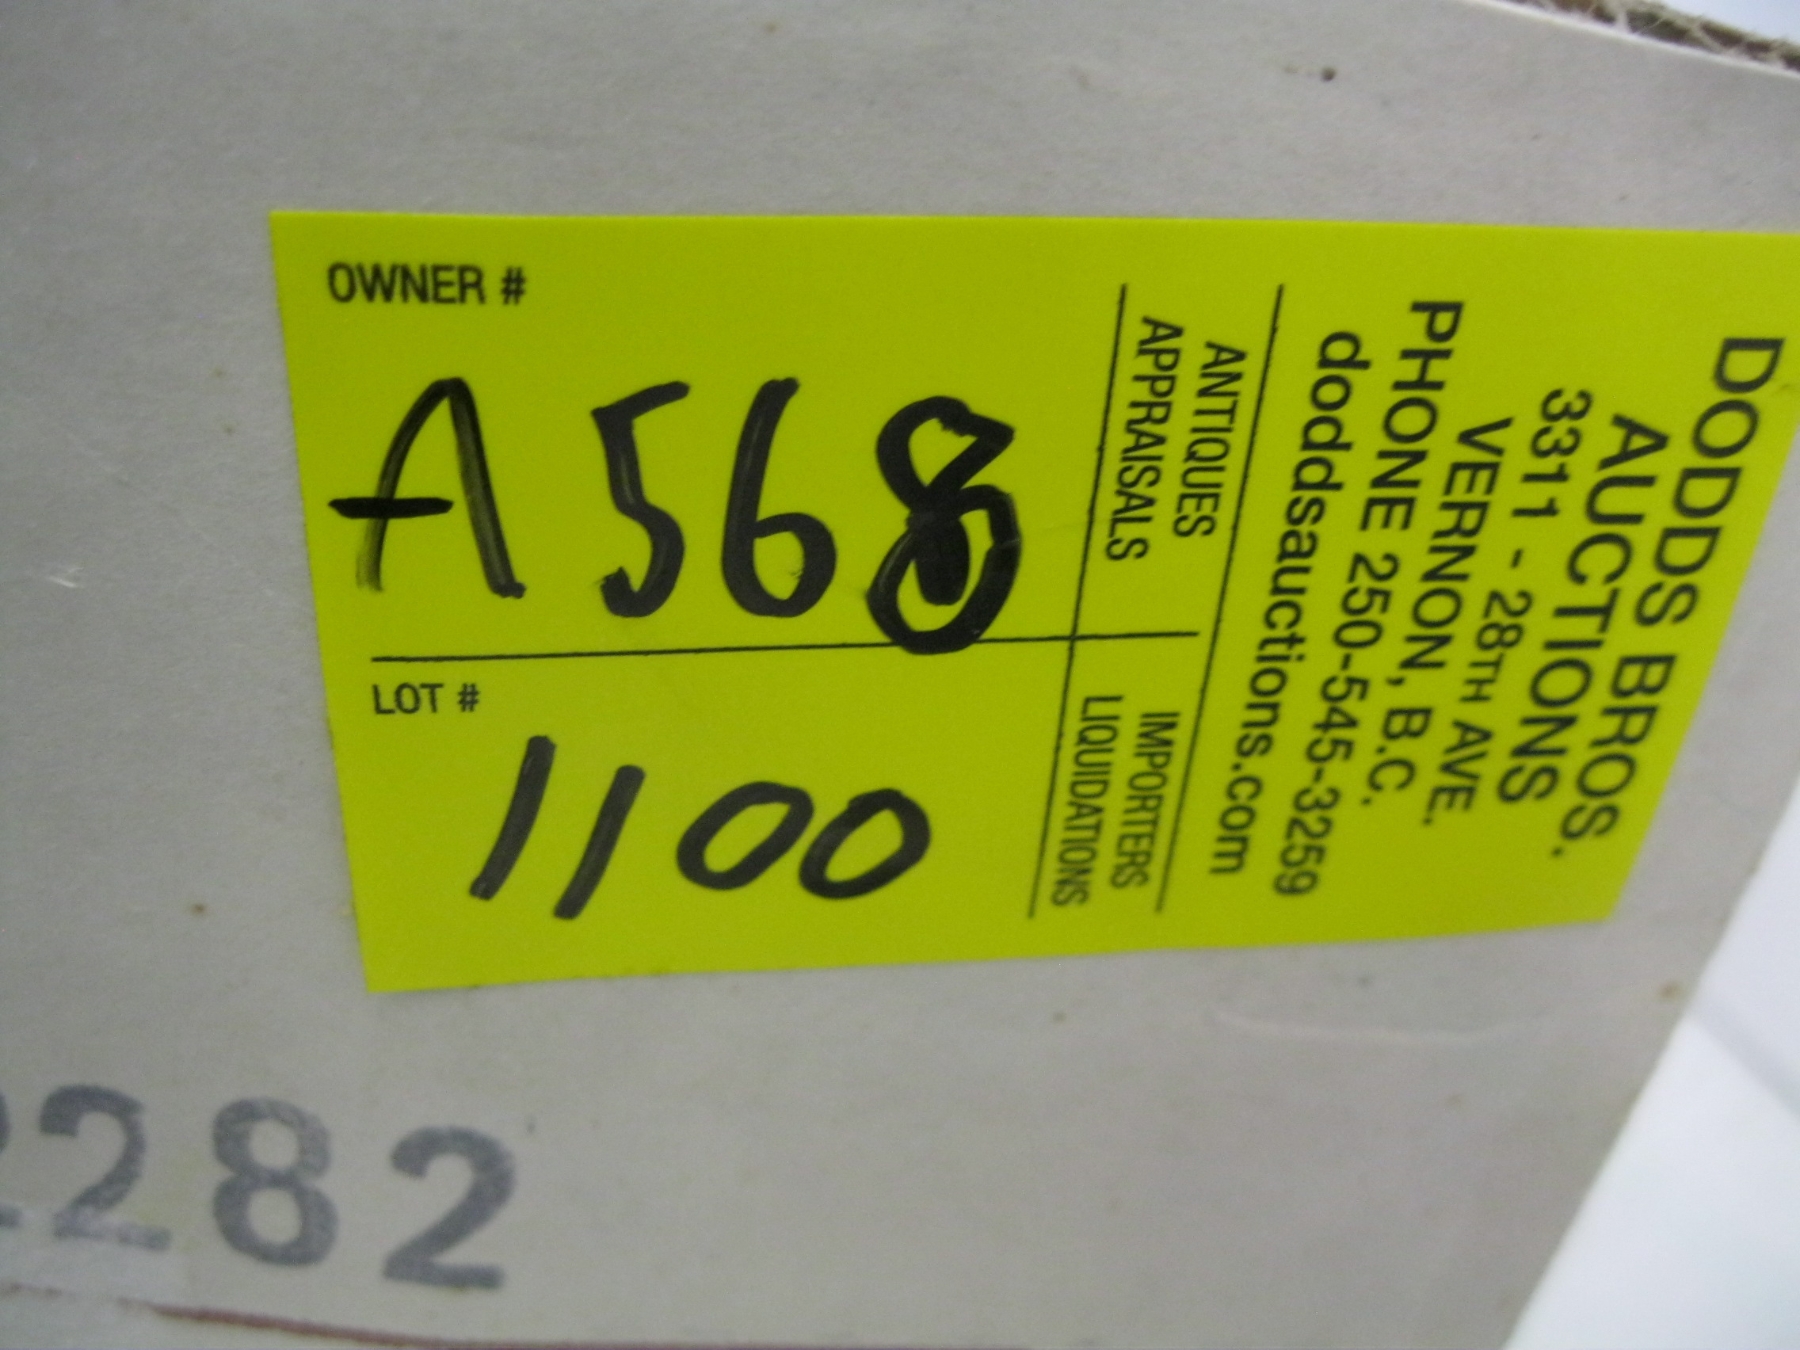 OWNER #
A568
LOT #
1100
ANTIQUES
APPRAISALS
IMPORTERS
LIQUIDATIONS
DODDS BROS.
AUCTIONS
3311 - 28TH AVE.
VERNON, B.C.
PHONE 250-545-3259
doddsauctions.com
282